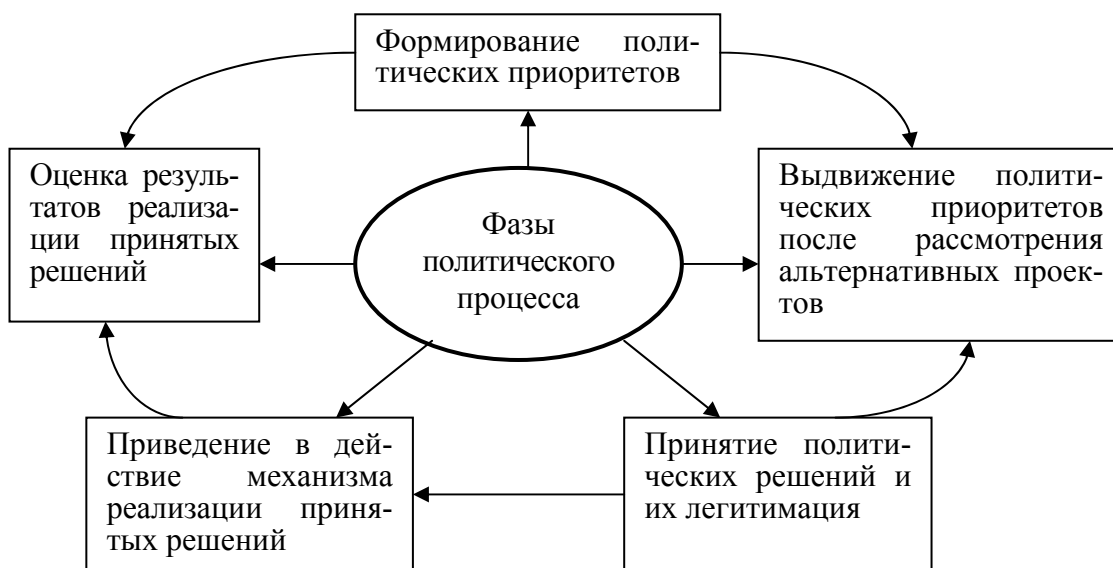 Формирование поли-
тических приоритетов
Оценка резуль-
татов реализа-
ции принятых
решений
Фазы
политического
процесса
Выдвижение полити-
ческих приоритетов
после рассмотрения
альтернативных проек-
тов
Приведение в дей-
ствие механизма
реализации приня-
тых решений
Принятие полити-
ческих решений и
их легитимация